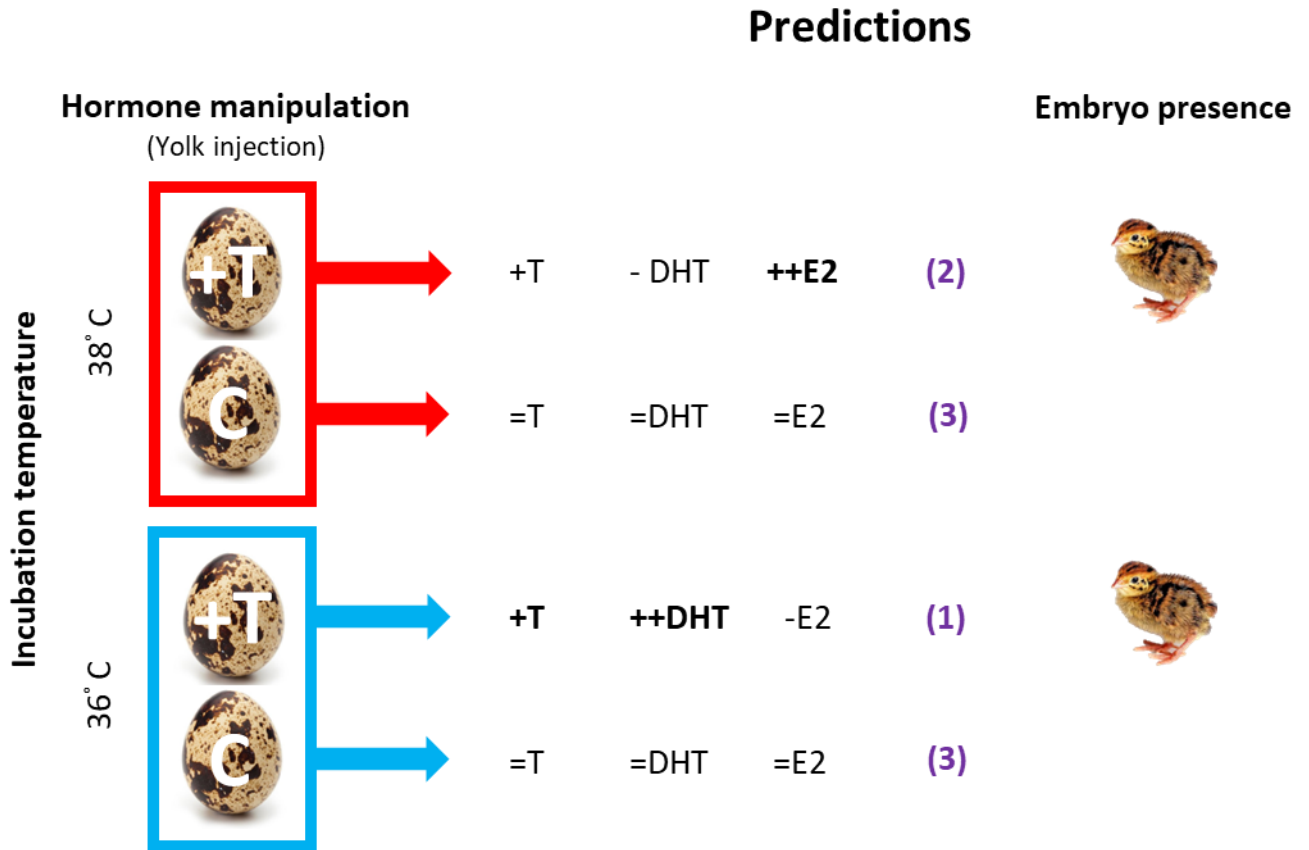 Predictions
Hormone manipulation
(Yolk injection)
Embryo presence
Incubation temperature
38° C
+T
+T - DHT ++E2 (2)
C
=T =DHT =E2 (3)
36° C
+T
+T ++DHT -E2 (1)
C
=T =DHT =E2 (3)